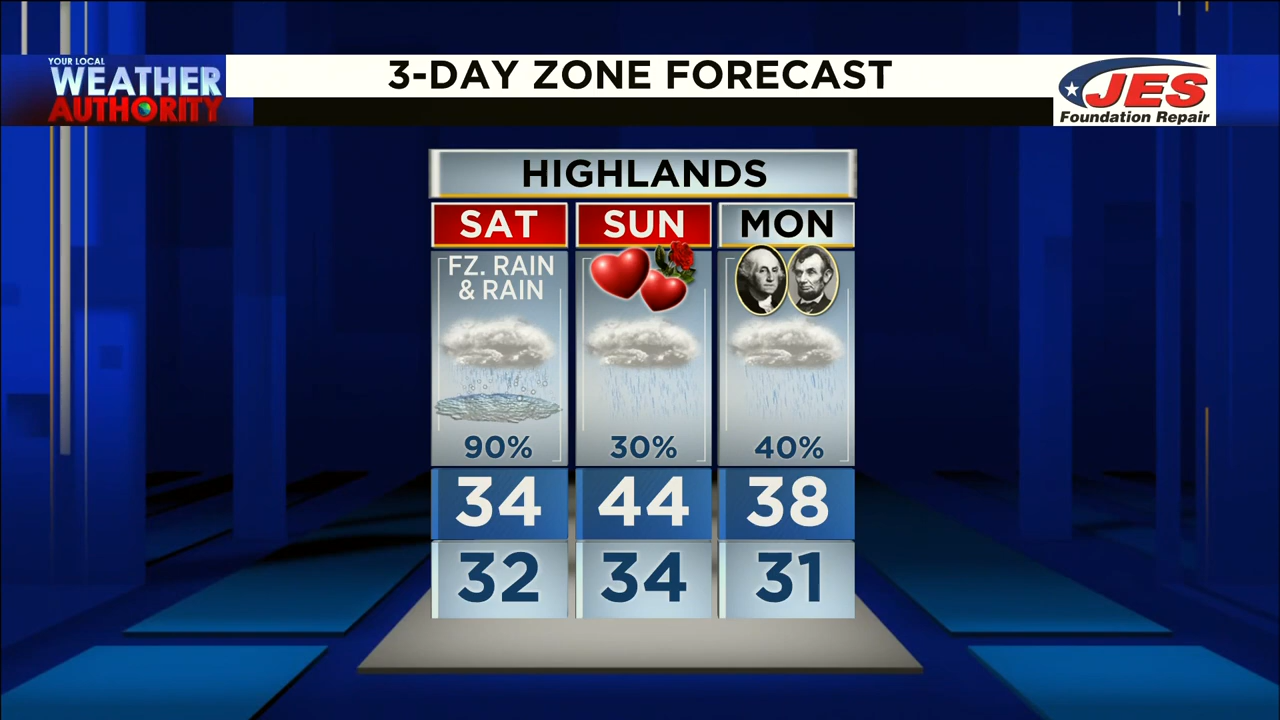 YOUR LOCAL
WEATHER
AUTHORITY
3-DAY ZONE FORECAST
JES
Foundation Repair
HIGHLANDS
SAT SUN MON
FZ. RAIN
& RAIN
90% 30% 40%
34 44 38
32 34 31